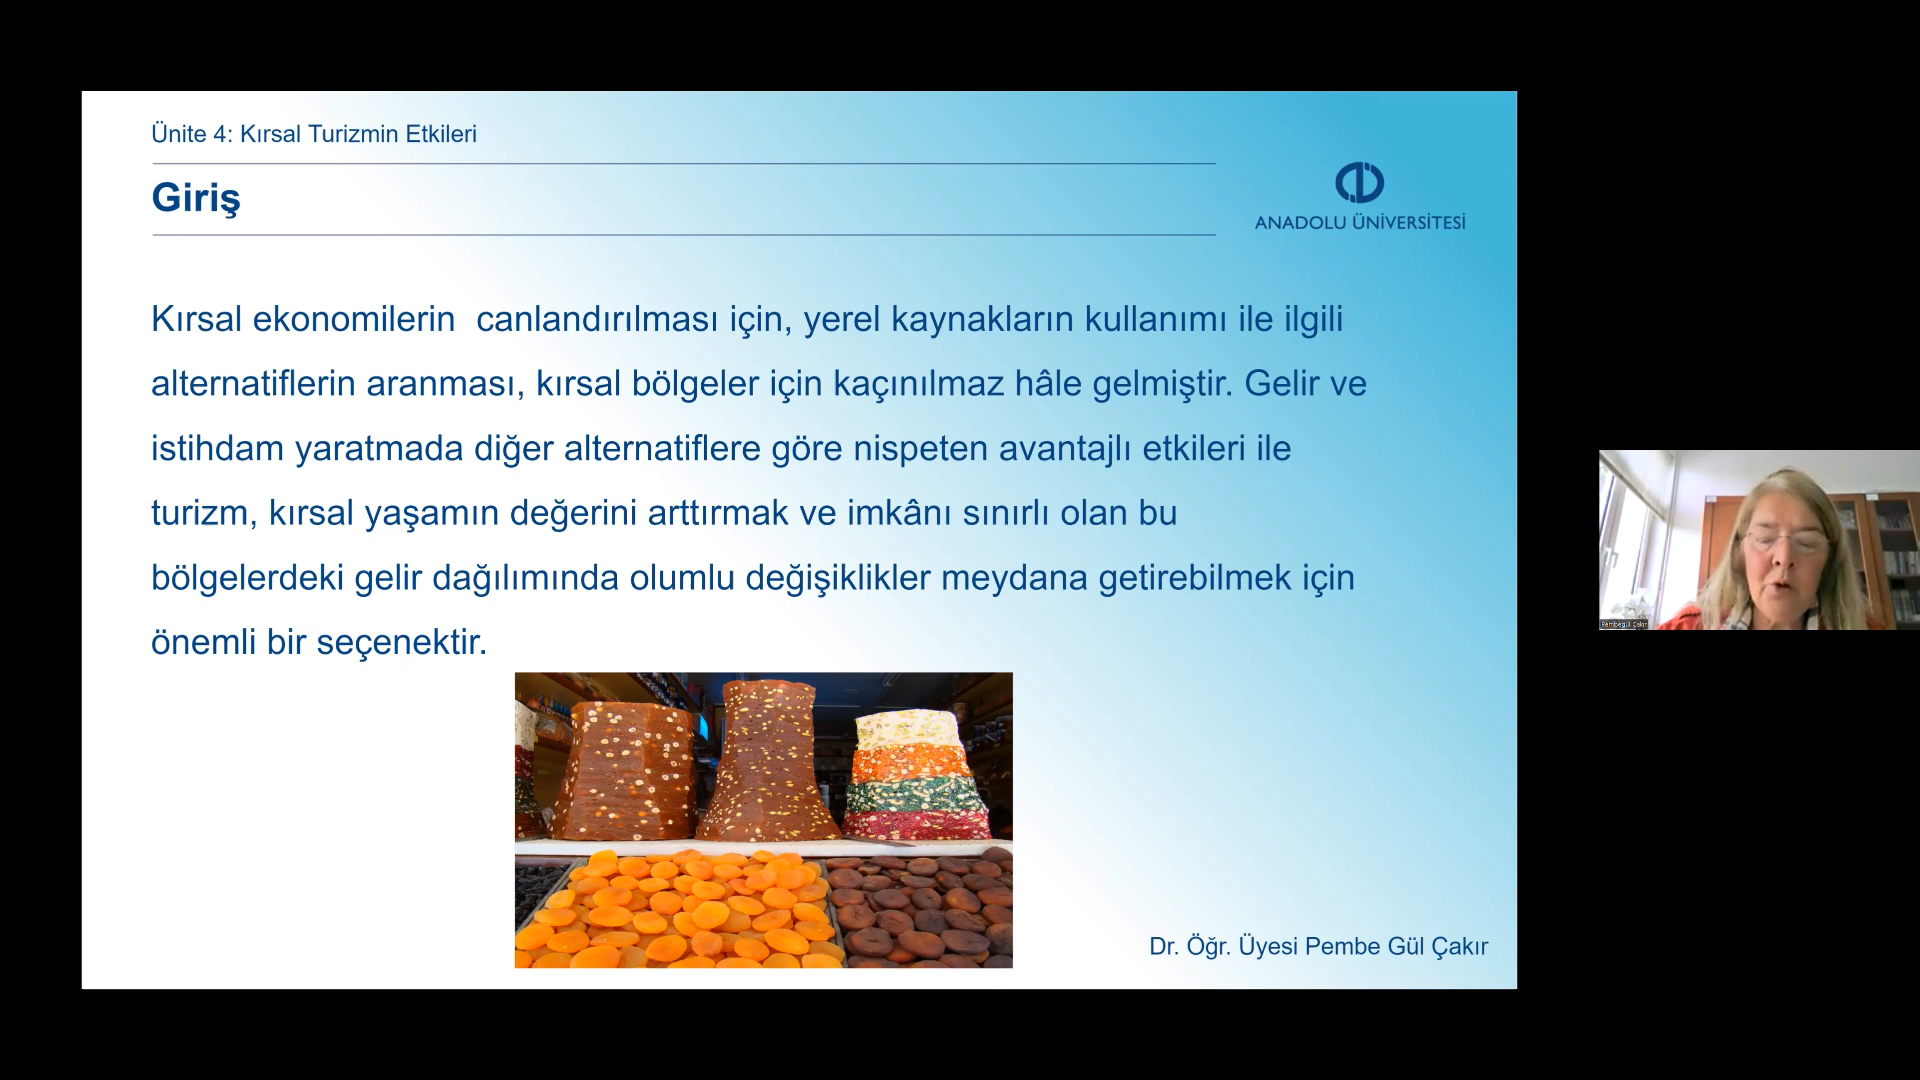 Ünite 4: Kırsal Turizmin Etkileri
Giriş
ANADOLU ÜNİVERSİTESİ
Kırsal ekonomilerin  canlandırılması için, yerel kaynakların kullanımı ile ilgili
alternatiflerin aranması, kırsal bölgeler için kaçınılmaz hâle gelmiştir. Gelir ve
istihdam yaratmada diğer alternatiflere göre nispeten avantajlı etkileri ile
turizm, kırsal yaşamın değerini arttırmak ve imkânı sınırlı olan bu
bölgelerdeki gelir dağılımında olumlu değişiklikler meydana getirebilmek için
önemli bir seçenektir.
Dr. Öğr. Üyesi Pembe Gül Çakır
Pembegül Çakır